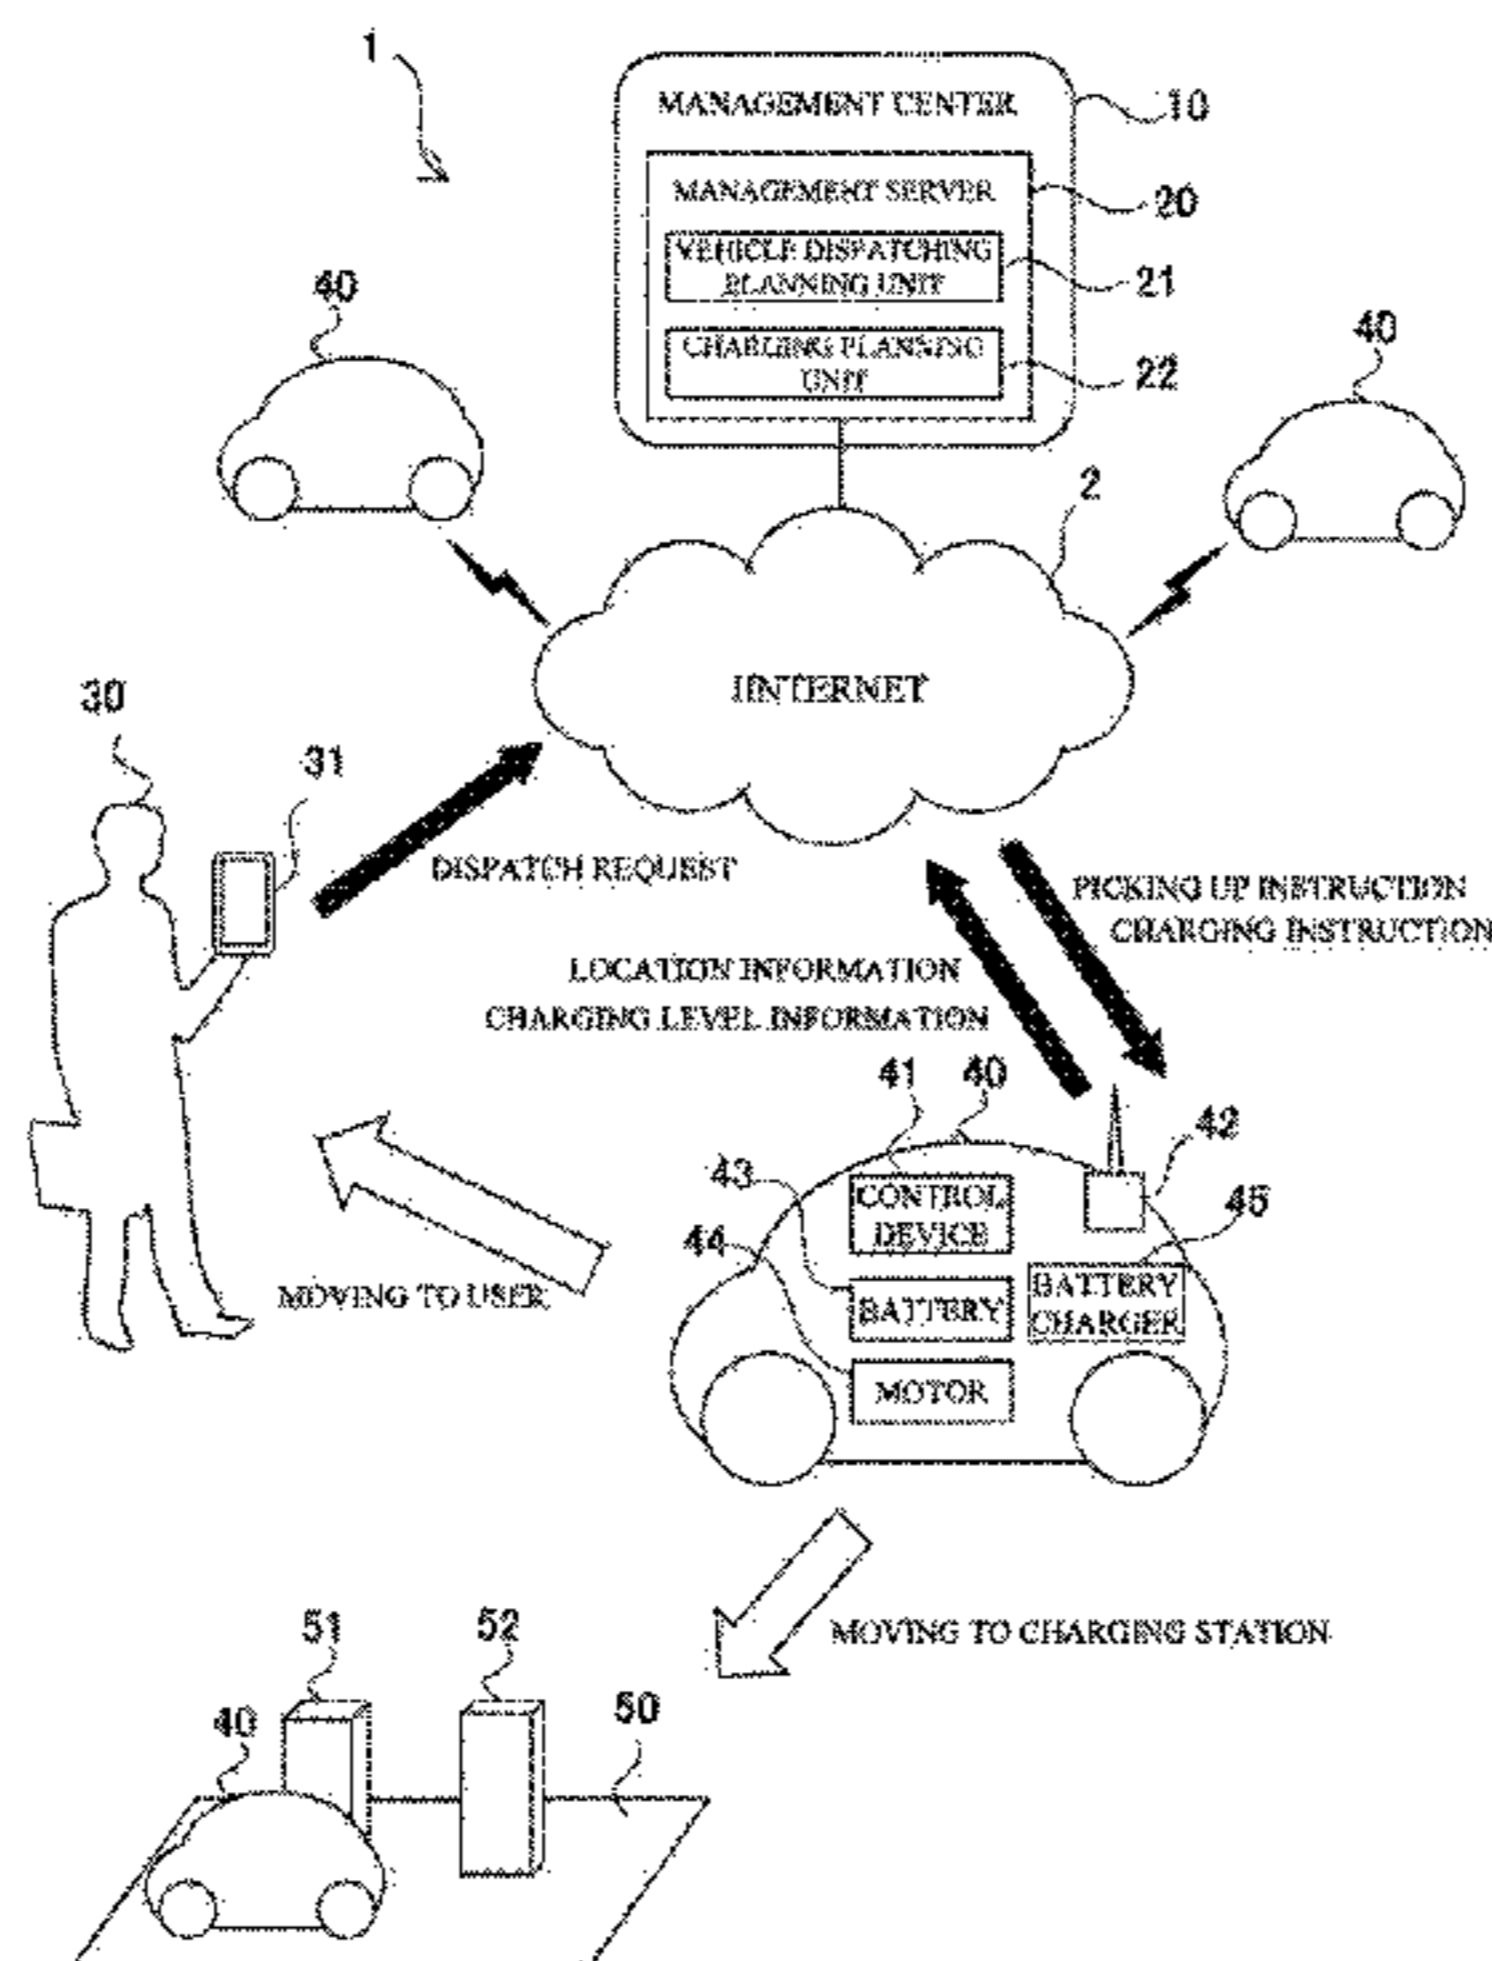 1
MANAGEMENT CENTER
10
MANAGEMENT SERVER
20
VEHICLE DISPATCHING
PLANNING UNIT
21
CHARGING PLANNING
UNIT
22
40
40
2
IINTERNET
30
31
DISPATCH REQUEST
PICKING UP INSTRUCTION
CHARGING INSTRUCTION
LOCATION INFORMATION
CHARGING LEVEL INFORMATION
41
40
42
43
CONTROL
DEVICE
45
44
BATTERY
BATTERY
CHARGER
MOTOR
MOVING TO USER
MOVING TO CHARGING STATION
51
52
50
40